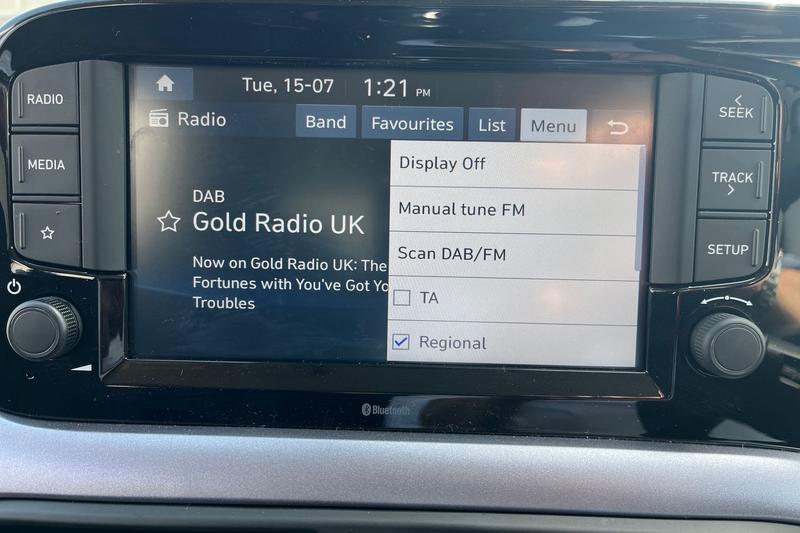 RADIO
MEDIA
Tue, 15-07 1:21 PM
Radio Band Favourites List Menu
DAB
Gold Radio UK
Now on Gold Radio UK: The
Fortunes with You've Got Yo
Troubles
Display Off
Manual tune FM
Scan DAB/FM
TA
Regional
SEEK
TRACK
SETUP
Bluetooth